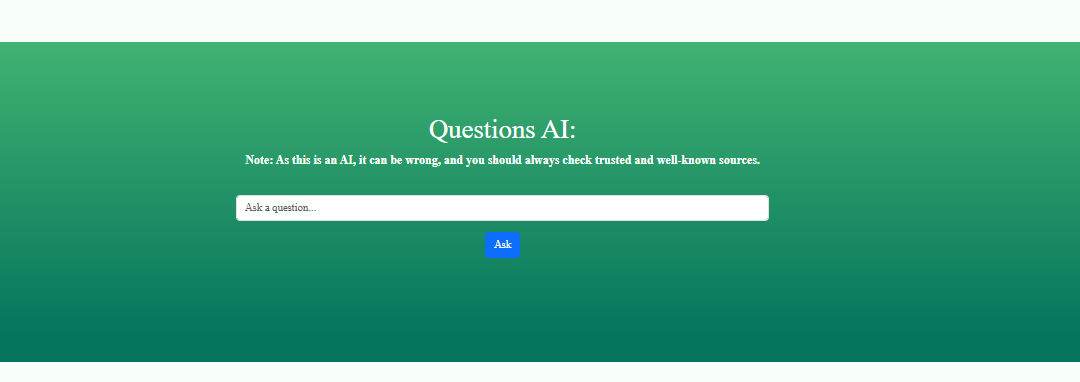 Questions AI:
Note: As this is an AI, it can be wrong, and you should always check trusted and well-known sources.
Ask a question...
Ask